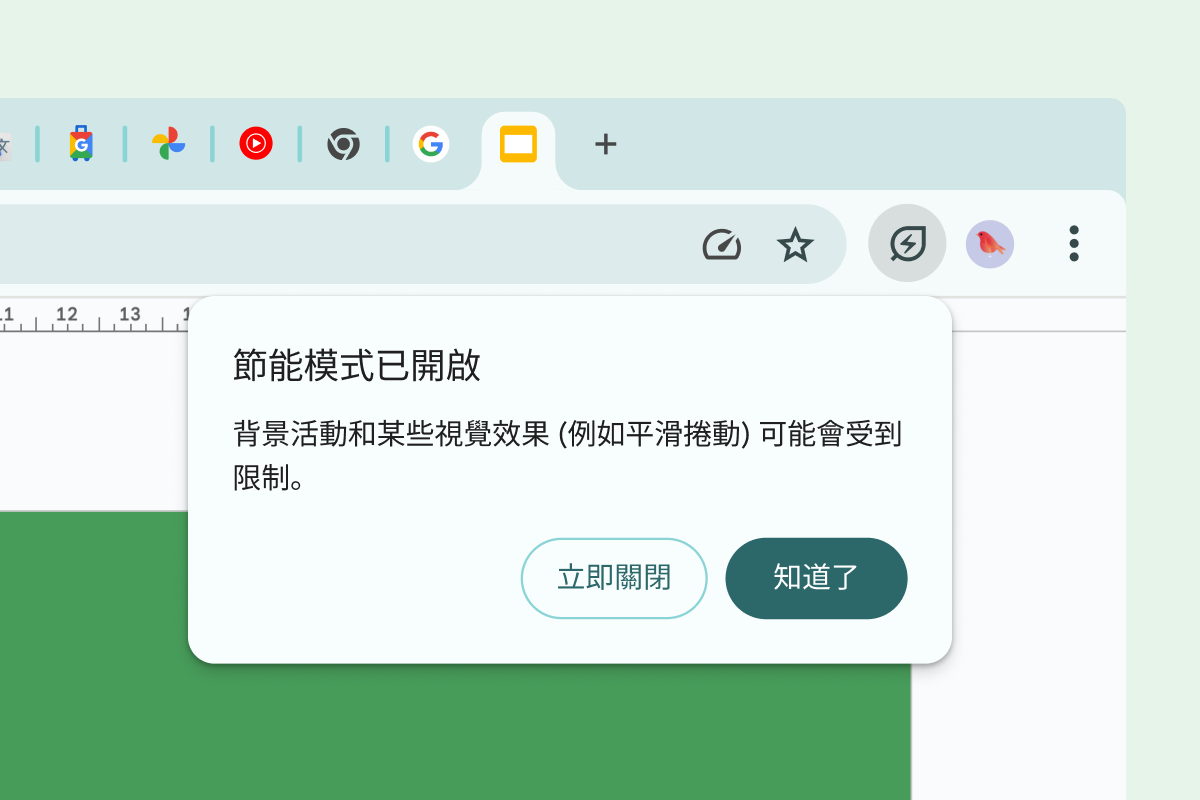 12 13
節能模式已開啟
背景活動和某些視覺效果 (例如平滑捲動) 可能會受到
限制。
立即關閉 知道了